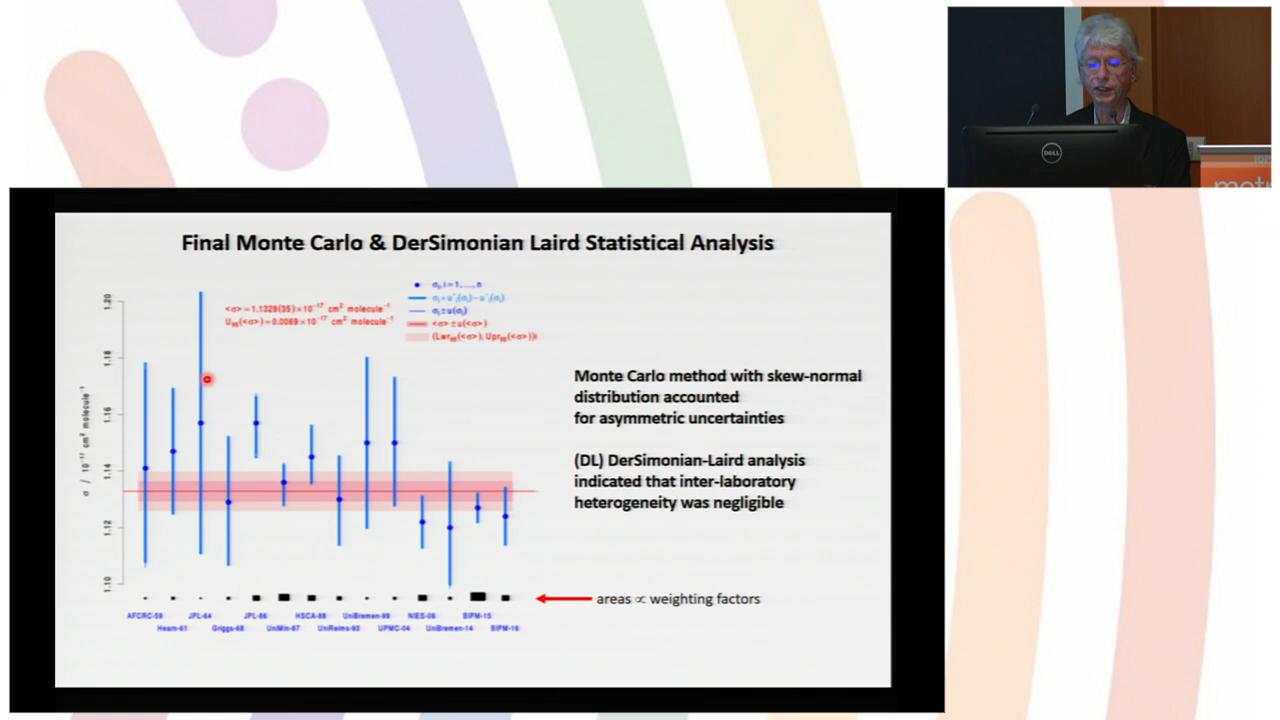 Final Monte Carlo & DerSimonian Laird Statistical Analysis
<σ>=1.1329(35)×10⁻¹⁷ cm² molecule⁻¹
U₉₅(<σ>)=0.0069×10⁻¹⁷ cm² molecule⁻¹
σᵢ, i = 1, ..., n
σᵢ±u(σᵢ)
<σ>±u(<σ>)
(Lwr₉₅(<σ>), Upr₉₅(<σ>))
1.20
1.18
1.16
1.14
1.12
1.10
σ / 10⁻¹⁷ cm² molecule⁻¹
Monte Carlo method with skew-normal
distribution accounted
for asymmetric uncertainties
(DL) DerSimonian-Laird analysis
indicated that inter-laboratory
heterogeneity was negligible
areas ∝ weighting factors
AFCRC-59 JPL-64 JPL-86 HSCA-88 UniBremen-99 NIES-06 BIPM-15
Hearn-61 Griggs-68 UniMin-87 UniReims-93 UPMC-04 UniBremen-14 BIPM-16
DELL
IOP